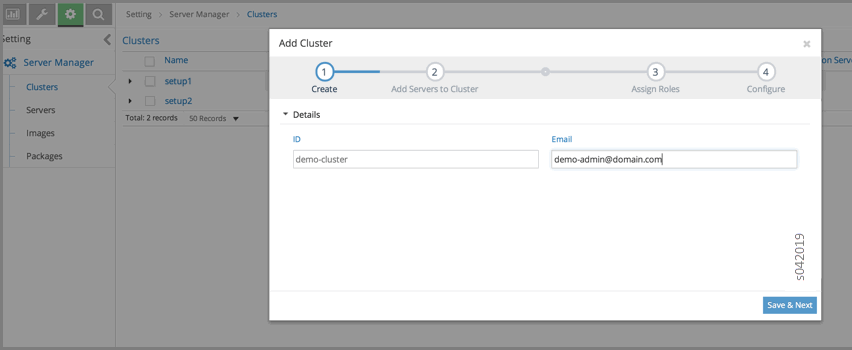 Setting > Server Manager > Clusters
etting
Server Manager
Clusters
Servers
Images
Packages
Clusters
Name
on Serv
setup1
setup2
Total: 2 records 50 Records
Add Cluster
1 2 3 4
Create Add Servers to Cluster Assign Roles Configure
Details
ID Email
demo-cluster demo-admin@domain.com
s042019
Save & Next